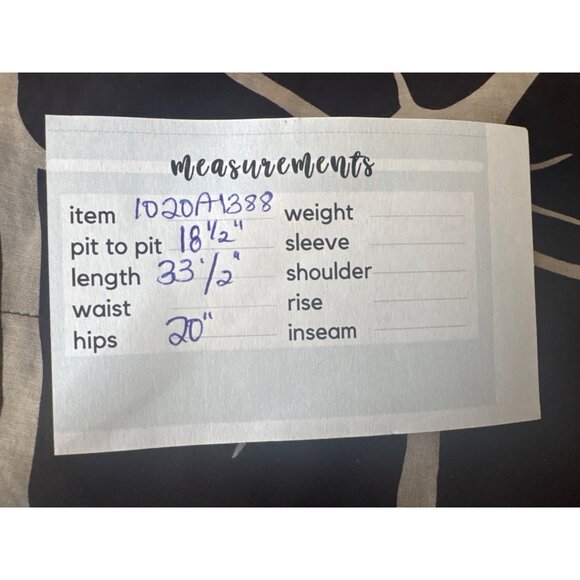 measurements
item 1020A1388
pit to pit 18 1/2"
length 33 1/2"
waist
hips 20"
weight
sleeve
shoulder
rise
inseam